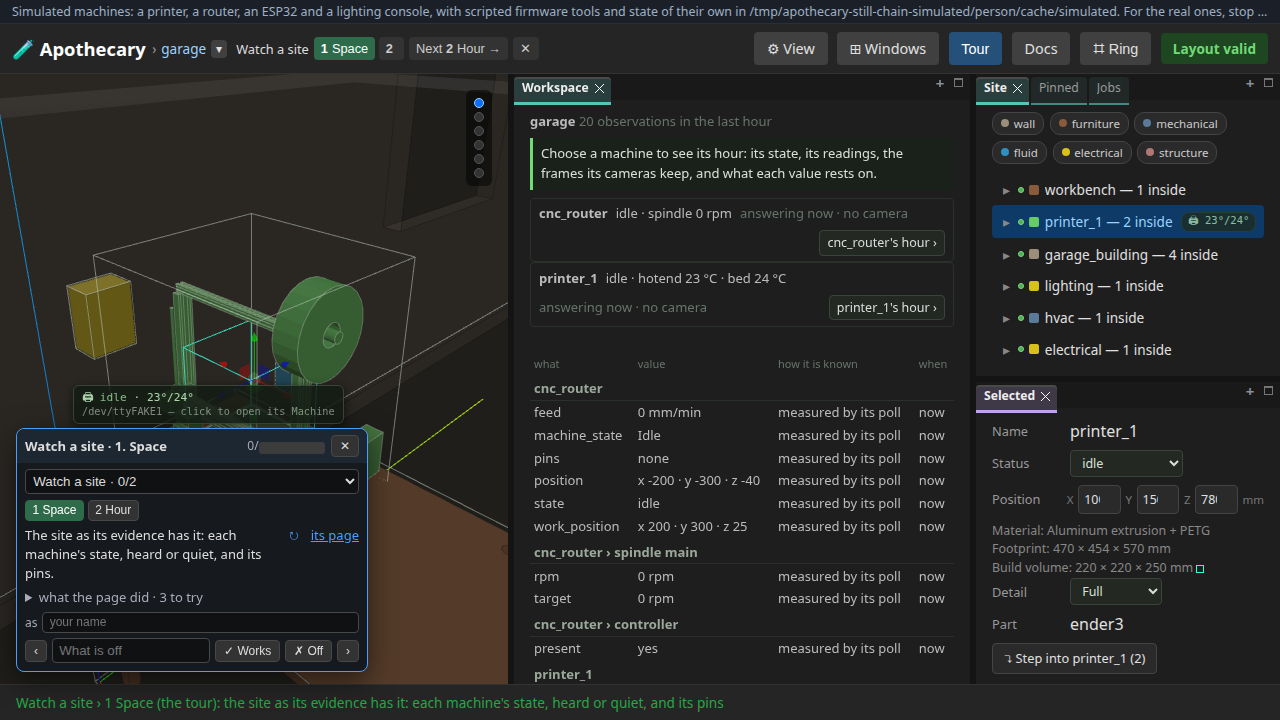 Simulated machines: a printer, a router, an ESP32 and a lighting console, with scripted firmware tools and state of their own in /tmp/apothecary-still-chain-simulated/person/cache/simulated. For the real ones, stop ...
Apothecary › garage ▾ Watch a site 1 Space 2 Next 2 Hour → ✕ ⚙ View ⊞ Windows Tour Docs ⌗ Ring Layout valid
idle · 23°/24°
/dev/ttyFAKE1 — click to open its Machine
Watch a site · 1. Space 0/ ✕
Watch a site · 0/2
1 Space 2 Hour
The site as its evidence has it: each machine's state, heard or quiet, and its pins.
↻ its page
▶ what the page did · 3 to try
as your name
‹ What is off ✓ Works ✗ Off ›
Workspace ✕ +
garage 20 observations in the last hour
Choose a machine to see its hour: its state, its readings, the
frames its cameras keep, and what each value rests on.
cnc_router idle · spindle 0 rpm answering now · no camera
cnc_router's hour ›
printer_1 idle · hotend 23 °C · bed 24 °C
answering now · no camera printer_1's hour ›
what value how it is known when
cnc_router
feed 0 mm/min measured by its poll now
machine_state Idle measured by its poll now
pins none measured by its poll now
position x -200 · y -300 · z -40 measured by its poll now
state idle measured by its poll now
work_position x 200 · y 300 · z 25 measured by its poll now
cnc_router › spindle main
rpm 0 rpm measured by its poll now
target 0 rpm measured by its poll now
cnc_router › controller
present yes measured by its poll now
printer_1
Site ✕ Pinned Jobs +
wall furniture mechanical
fluid electrical structure
▶ workbench — 1 inside
▶ printer_1 — 2 inside 23°/24°
▶ garage_building — 4 inside
▶ lighting — 1 inside
▶ hvac — 1 inside
▶ electrical — 1 inside
Selected ✕ +
Name printer_1
Status idle
Position X 10 Y 15 Z 780 mm
Material: Aluminum extrusion + PETG
Footprint: 470 × 454 × 570 mm
Build volume: 220 × 220 × 250 mm
Detail Full
Part ender3
↴ Step into printer_1 (2)
Watch a site › 1 Space (the tour): the site as its evidence has it: each machine's state, heard or quiet, and its pins